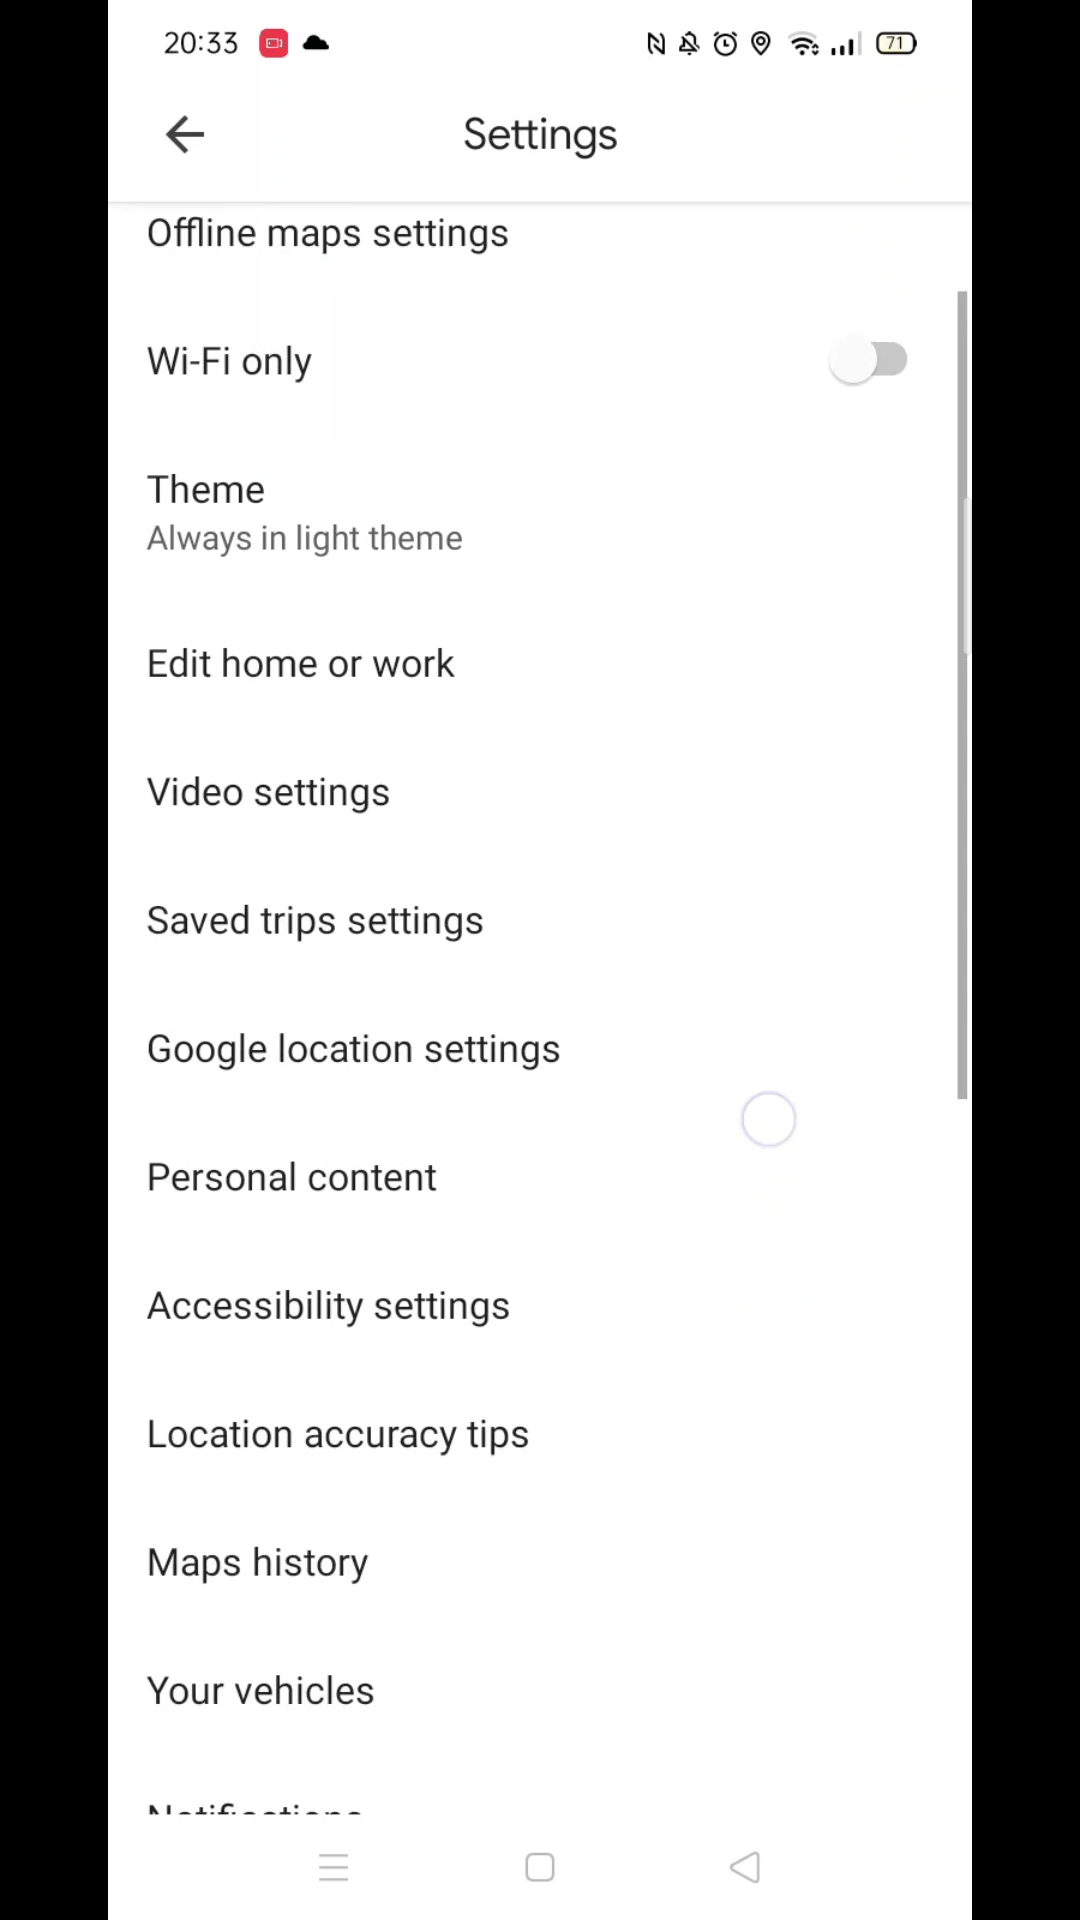 20:33
71
Settings
Offline maps settings
Wi-Fi only
Theme
Always in light theme
Edit home or work
Video settings
Saved trips settings
Google location settings
Personal content
Accessibility settings
Location accuracy tips
Maps history
Your vehicles
Notifications